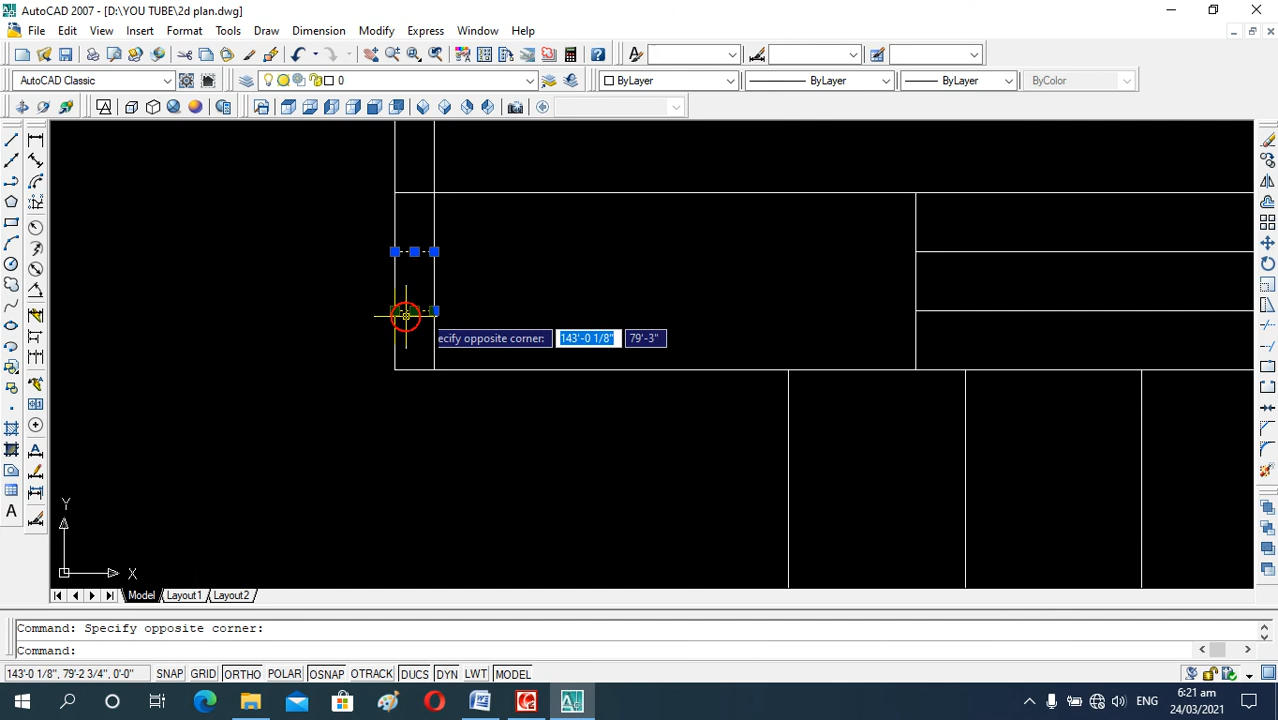 AutoCAD 2007 - [D:\YOU TUBE\2d plan.dwg]
File Edit View Insert Format Tools Draw Dimension Modify Express Window Help
AutoCAD Classic 0 ByLayer ByLayer ByLayer ByColor
ecify opposite corner: 143'-0 1/8" 79'-3"
A
Y
X
Model Layout1 Layout2
Command: Specify opposite corner:
Command:
143'-0 1/8", 79'-2 3/4", 0'-0" SNAP GRID ORTHO POLAR OSNAP OTRACK DUCS DYN LWT MODEL
ENG
6:21 am
24/03/2021